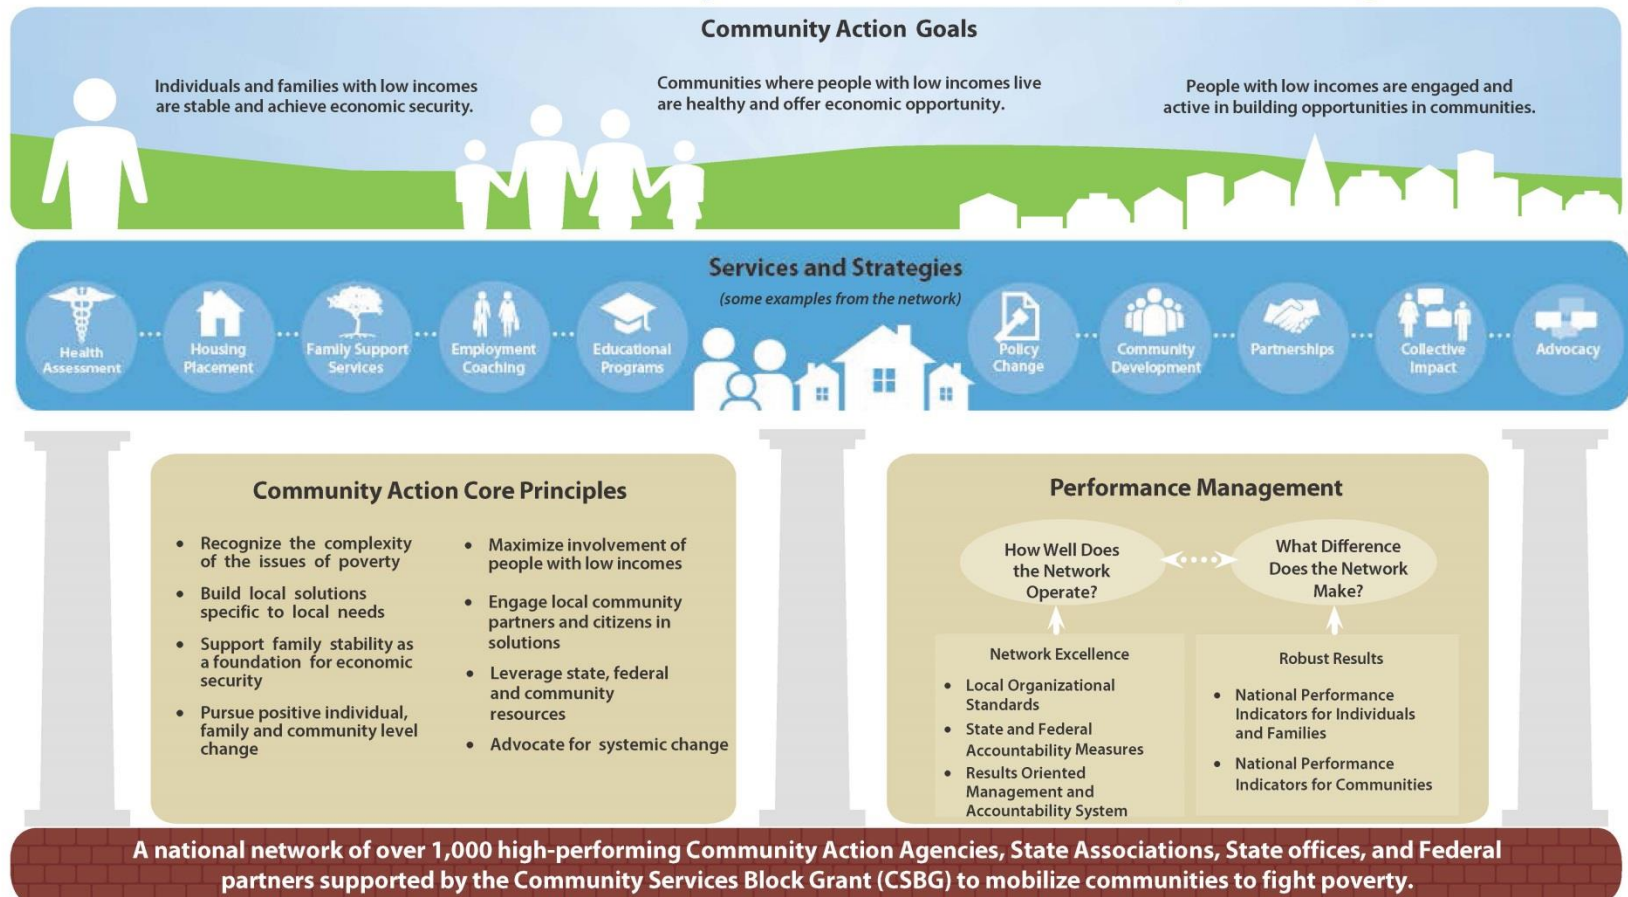 Community Action Goals
Individuals and families with low incomes
are stable and achieve economic security.
Communities where people with low incomes live
are healthy and offer economic opportunity.
People with low incomes are engaged and
active in building opportunities in communities.
Services and Strategies
(some examples from the network)
Health
Assessment
Housing
Placement
Family Support
Services
Employment
Coaching
Educational
Programs
Policy
Change
Community
Development
Partnerships
Collective
Impact
Advocacy
Community Action Core Principles
• Recognize the complexity
of the issues of poverty
• Build local solutions
specific to local needs
• Support family stability as
a foundation for economic
security
• Pursue positive individual,
family and community level
change
• Maximize involvement of
people with low incomes
• Engage local community
partners and citizens in
solutions
• Leverage state, federal
and community
resources
• Advocate for systemic change
Performance Management
How Well Does
the Network
Operate?
What Difference
Does the Network
Make?
Network Excellence
• Local Organizational
Standards
• State and Federal
Accountability Measures
• Results Oriented
Management and
Accountability System
Robust Results
• National Performance
Indicators for Individuals
and Families
• National Performance
Indicators for Communities
A national network of over 1,000 high-performing Community Action Agencies, State Associations, State offices, and Federal
partners supported by the Community Services Block Grant (CSBG) to mobilize communities to fight poverty.